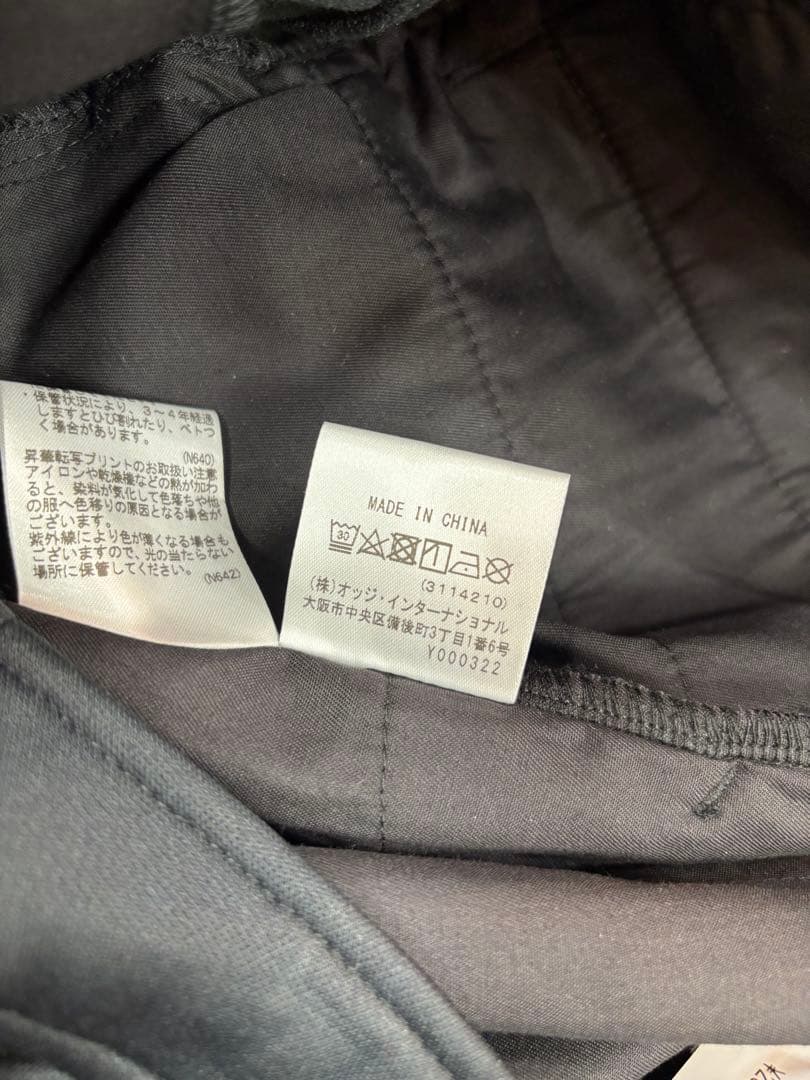 ・保管状況により、3～4年経過
しますとひび割れたり、ベトつ
く場合があります。
(N640)
昇華転写プリントのお取扱い注意
アイロンや乾燥機などの熱が加わ
ると、染料が気化して色落ちや他
の服へ色移りの原因となる場合が
ございます。
紫外線により色が薄くなる場合も
ございますので、光の当たらない
場所に保管してください。
(N642)
MADE IN CHINA
30
(3114210)
(株)オッジ・インターナショナル
大阪市中央区備後町3丁目1番6号
Y000322